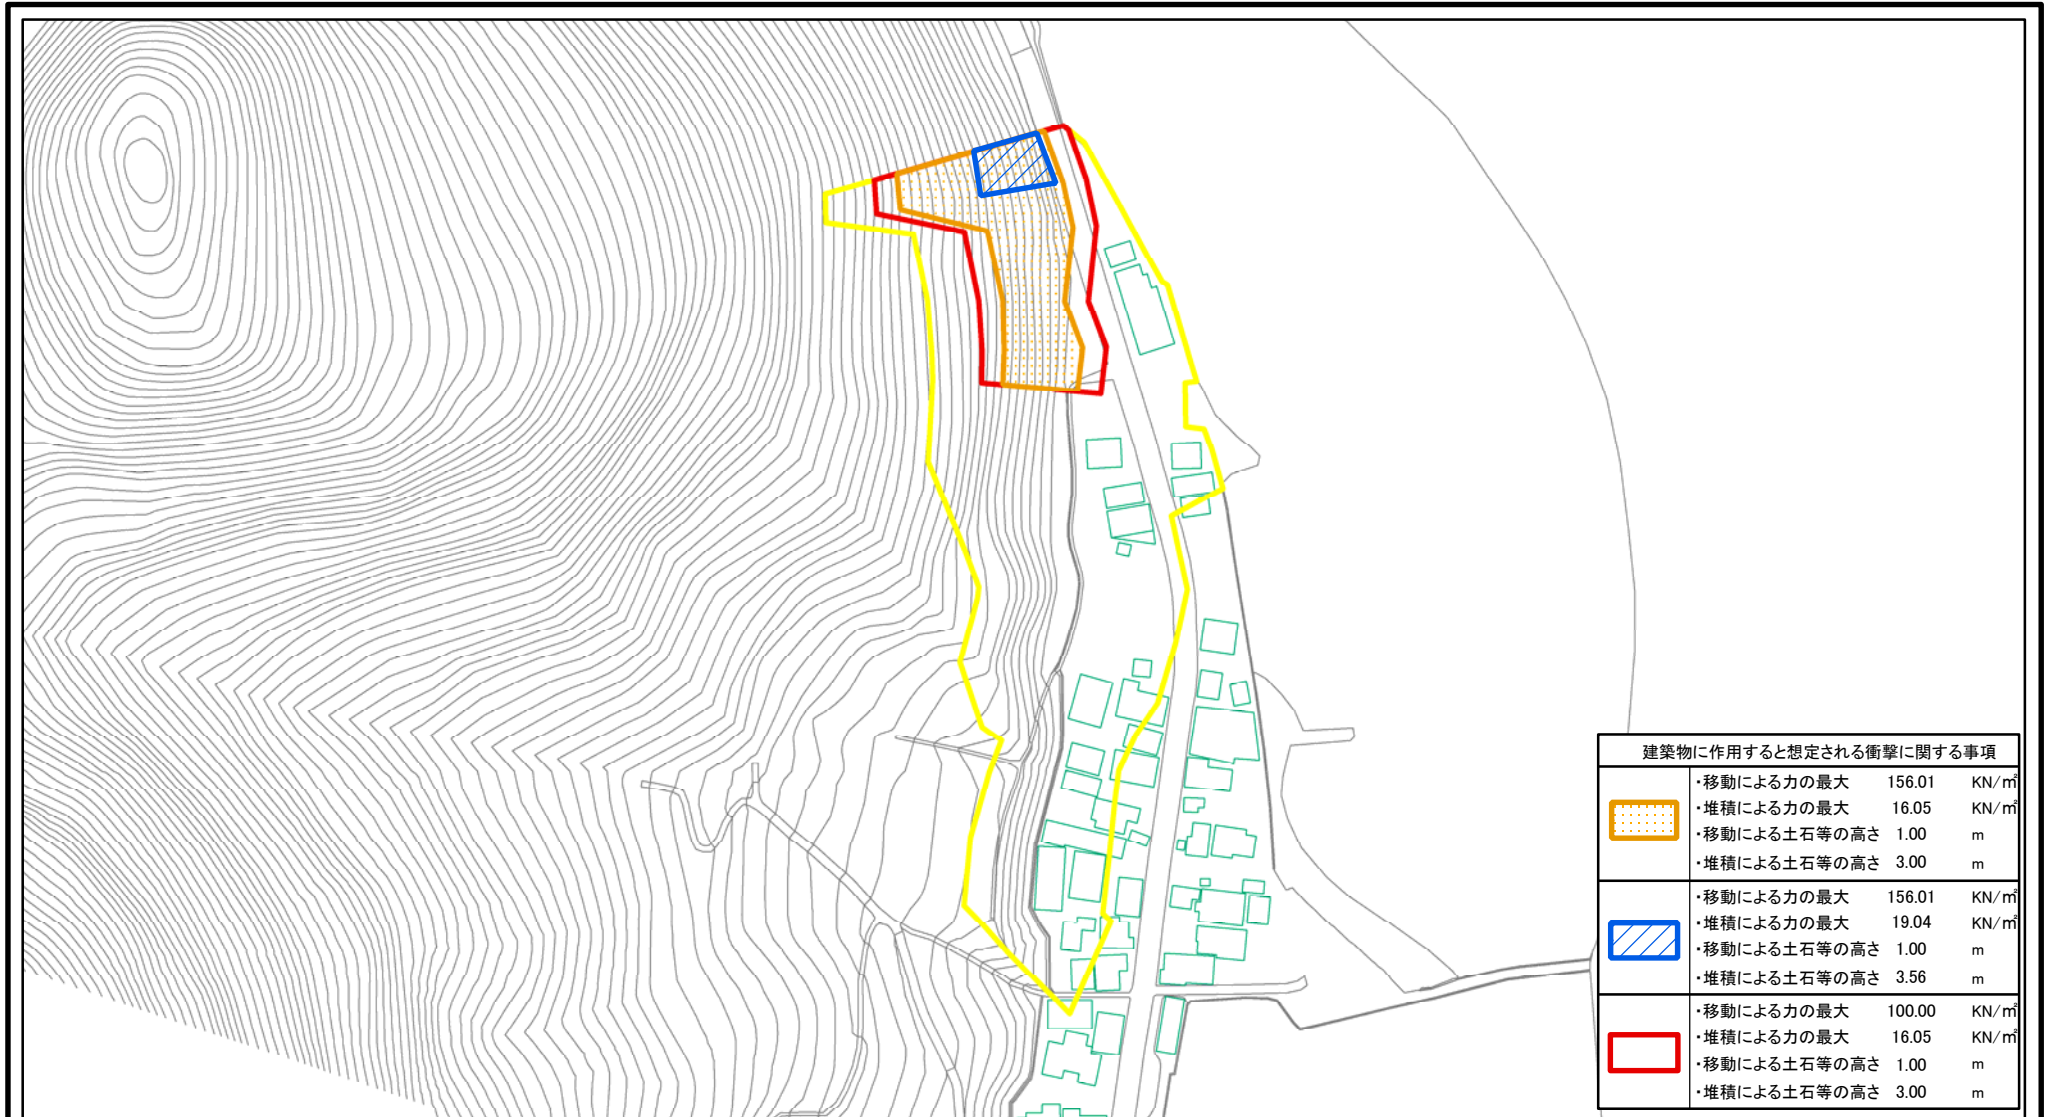 建築物に作用すると想定される衝撃に関する事項
・移動による力の最大 156.01 KN/㎡
・堆積による力の最大 16.05 KN/㎡
・移動による土石等の高さ 1.00 m
・堆積による土石等の高さ 3.00 m
・移動による力の最大 156.01 KN/㎡
・堆積による力の最大 19.04 KN/㎡
・移動による土石等の高さ 1.00 m
・堆積による土石等の高さ 3.56 m
・移動による力の最大 100.00 KN/㎡
・堆積による力の最大 16.05 KN/㎡
・移動による土石等の高さ 1.00 m
・堆積による土石等の高さ 3.00 m